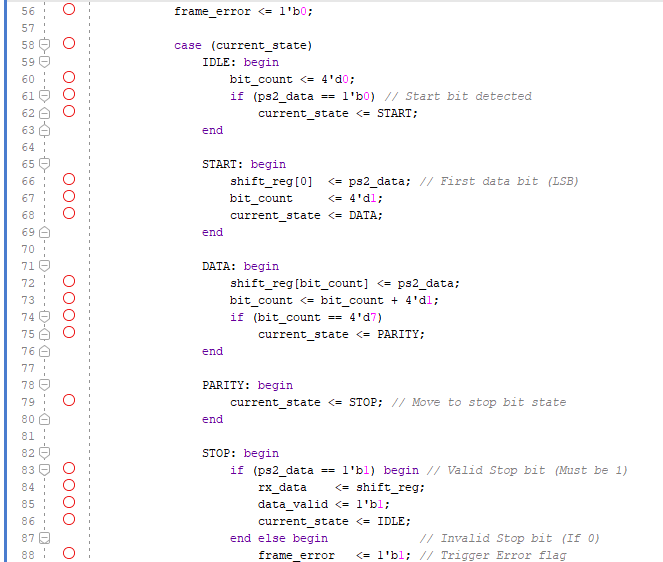 56 frame_error <= 1'b0;
57
58 case (current_state)
59 IDLE: begin
60 bit_count <= 4'd0;
61 if (ps2_data == 1'b0) // Start bit detected
62 current_state <= START;
63 end
64
65 START: begin
66 shift_reg[0]  <= ps2_data; // First data bit (LSB)
67 bit_count     <= 4'd1;
68 current_state <= DATA;
69 end
70
71 DATA: begin
72 shift_reg[bit_count] <= ps2_data;
73 bit_count <= bit_count + 4'd1;
74 if (bit_count == 4'd7)
75 current_state <= PARITY;
76 end
77
78 PARITY: begin
79 current_state <= STOP; // Move to stop bit state
80 end
81
82 STOP: begin
83 if (ps2_data == 1'b1) begin // Valid Stop bit (Must be 1)
84 rx_data    <= shift_reg;
85 data_valid <= 1'b1;
86 current_state <= IDLE;
87 end else begin             // Invalid Stop bit (If 0)
88 frame_error   <= 1'b1; // Trigger Error flag